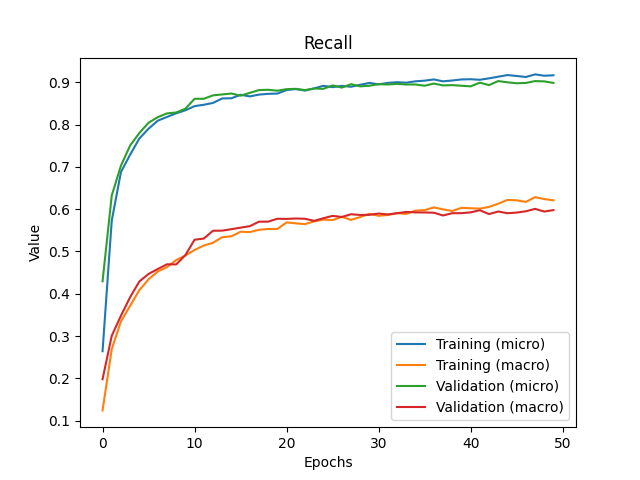 Recall
Value
0.9
0.8
0.7
0.6
0.5
0.4
0.3
0.2
0.1
Training (micro)
Training (macro)
Validation (micro)
Validation (macro)
0 10 20 30 40 50
Epochs